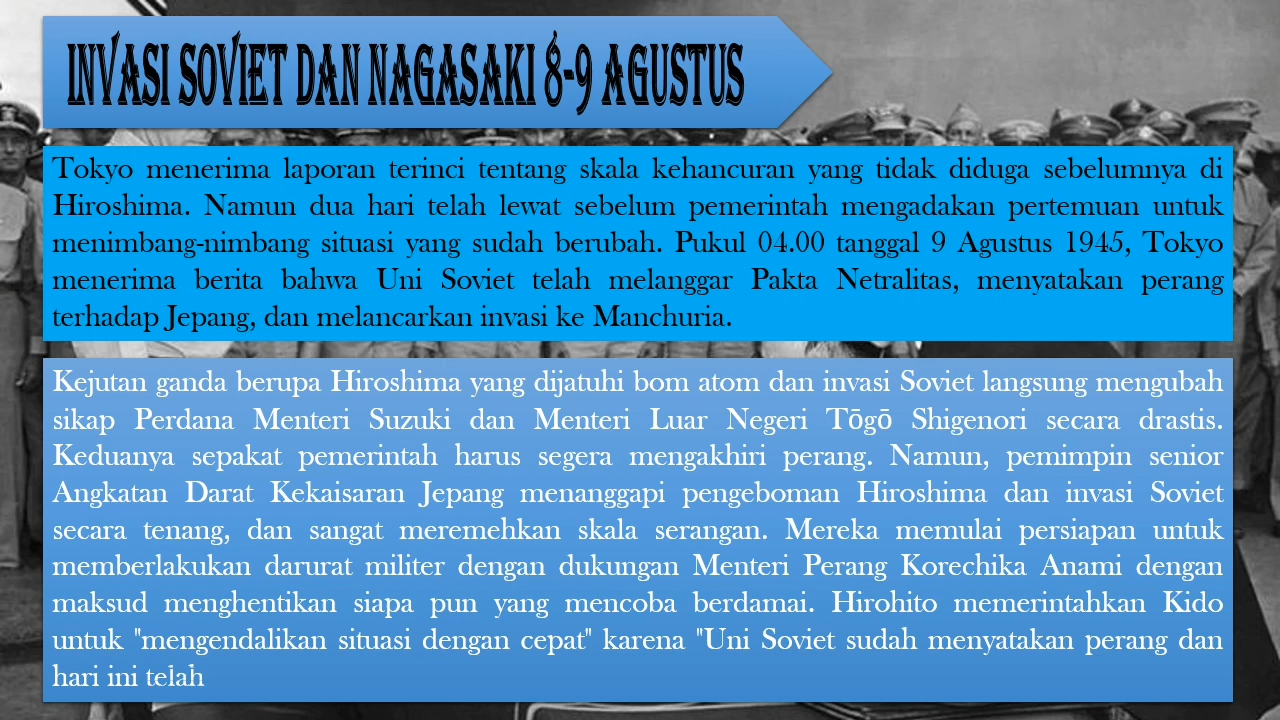 INVASI SOVIET DAN NAGASAKI 8-9 AGUSTUS
Tokyo menerima laporan terinci tentang skala kehancuran yang tidak diduga sebelumnya di
Hiroshima. Namun dua hari telah lewat sebelum pemerintah mengadakan pertemuan untuk
menimbang-nimbang situasi yang sudah berubah. Pukul 04.00 tanggal 9 Agustus 1945, Tokyo
menerima berita bahwa Uni Soviet telah melanggar Pakta Netralitas, menyatakan perang
terhadap Jepang, dan melancarkan invasi ke Manchuria.
Kejutan ganda berupa Hiroshima yang dijatuhi bom atom dan invasi Soviet langsung mengubah
sikap Perdana Menteri Suzuki dan Menteri Luar Negeri Tōgō Shigenori secara drastis.
Keduanya sepakat pemerintah harus segera mengakhiri perang. Namun, pemimpin senior
Angkatan Darat Kekaisaran Jepang menanggapi pengeboman Hiroshima dan invasi Soviet
secara tenang, dan sangat meremehkan skala serangan. Mereka memulai persiapan untuk
memberlakukan darurat militer dengan dukungan Menteri Perang Korechika Anami dengan
maksud menghentikan siapa pun yang mencoba berdamai. Hirohito memerintahkan Kido
untuk "mengendalikan situasi dengan cepat" karena "Uni Soviet sudah menyatakan perang dan
hari ini telah